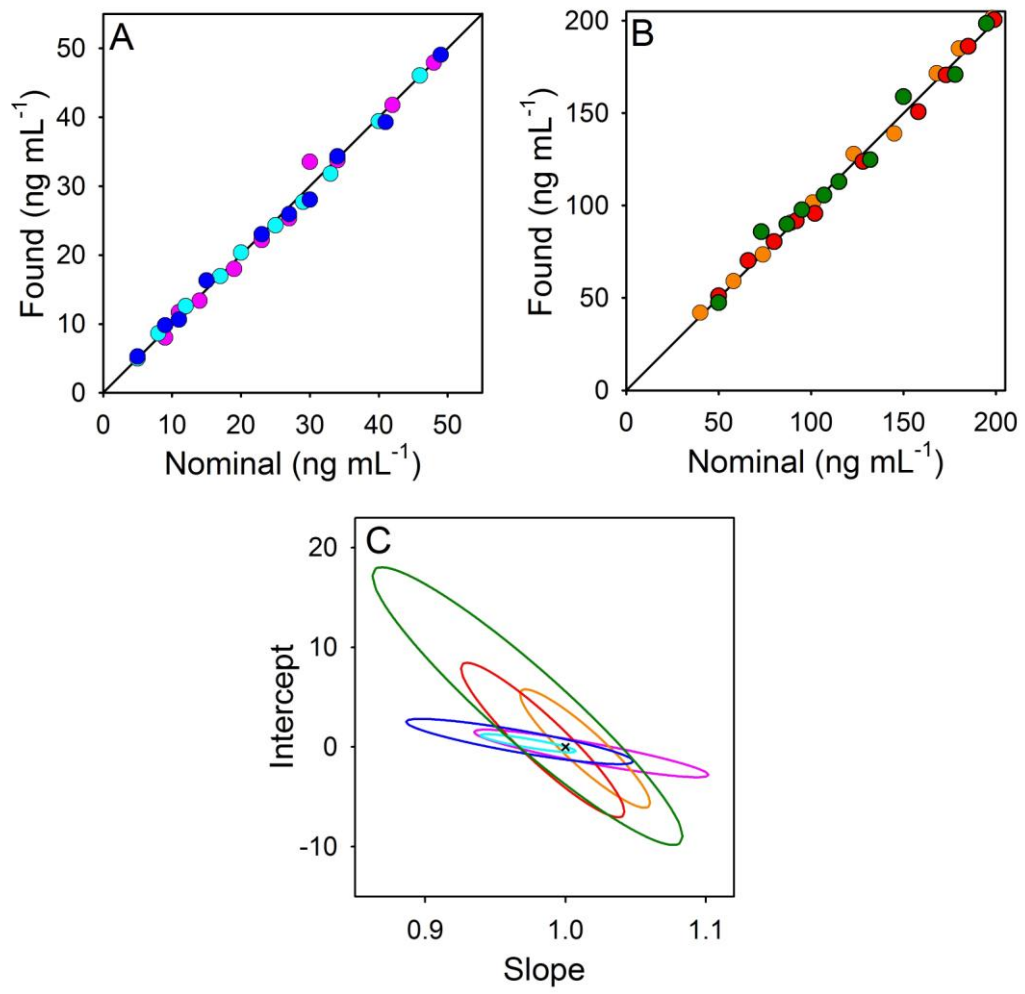 A
Found (ng mL⁻¹)
50
40
30
20
10
0
0 10 20 30 40 50
Nominal (ng mL⁻¹)
B
Found (ng mL⁻¹)
200
150
100
50
0
0 50 100 150 200
Nominal (ng mL⁻¹)
C
Intercept
20
10
0
-10
0.9 1.0 1.1
Slope